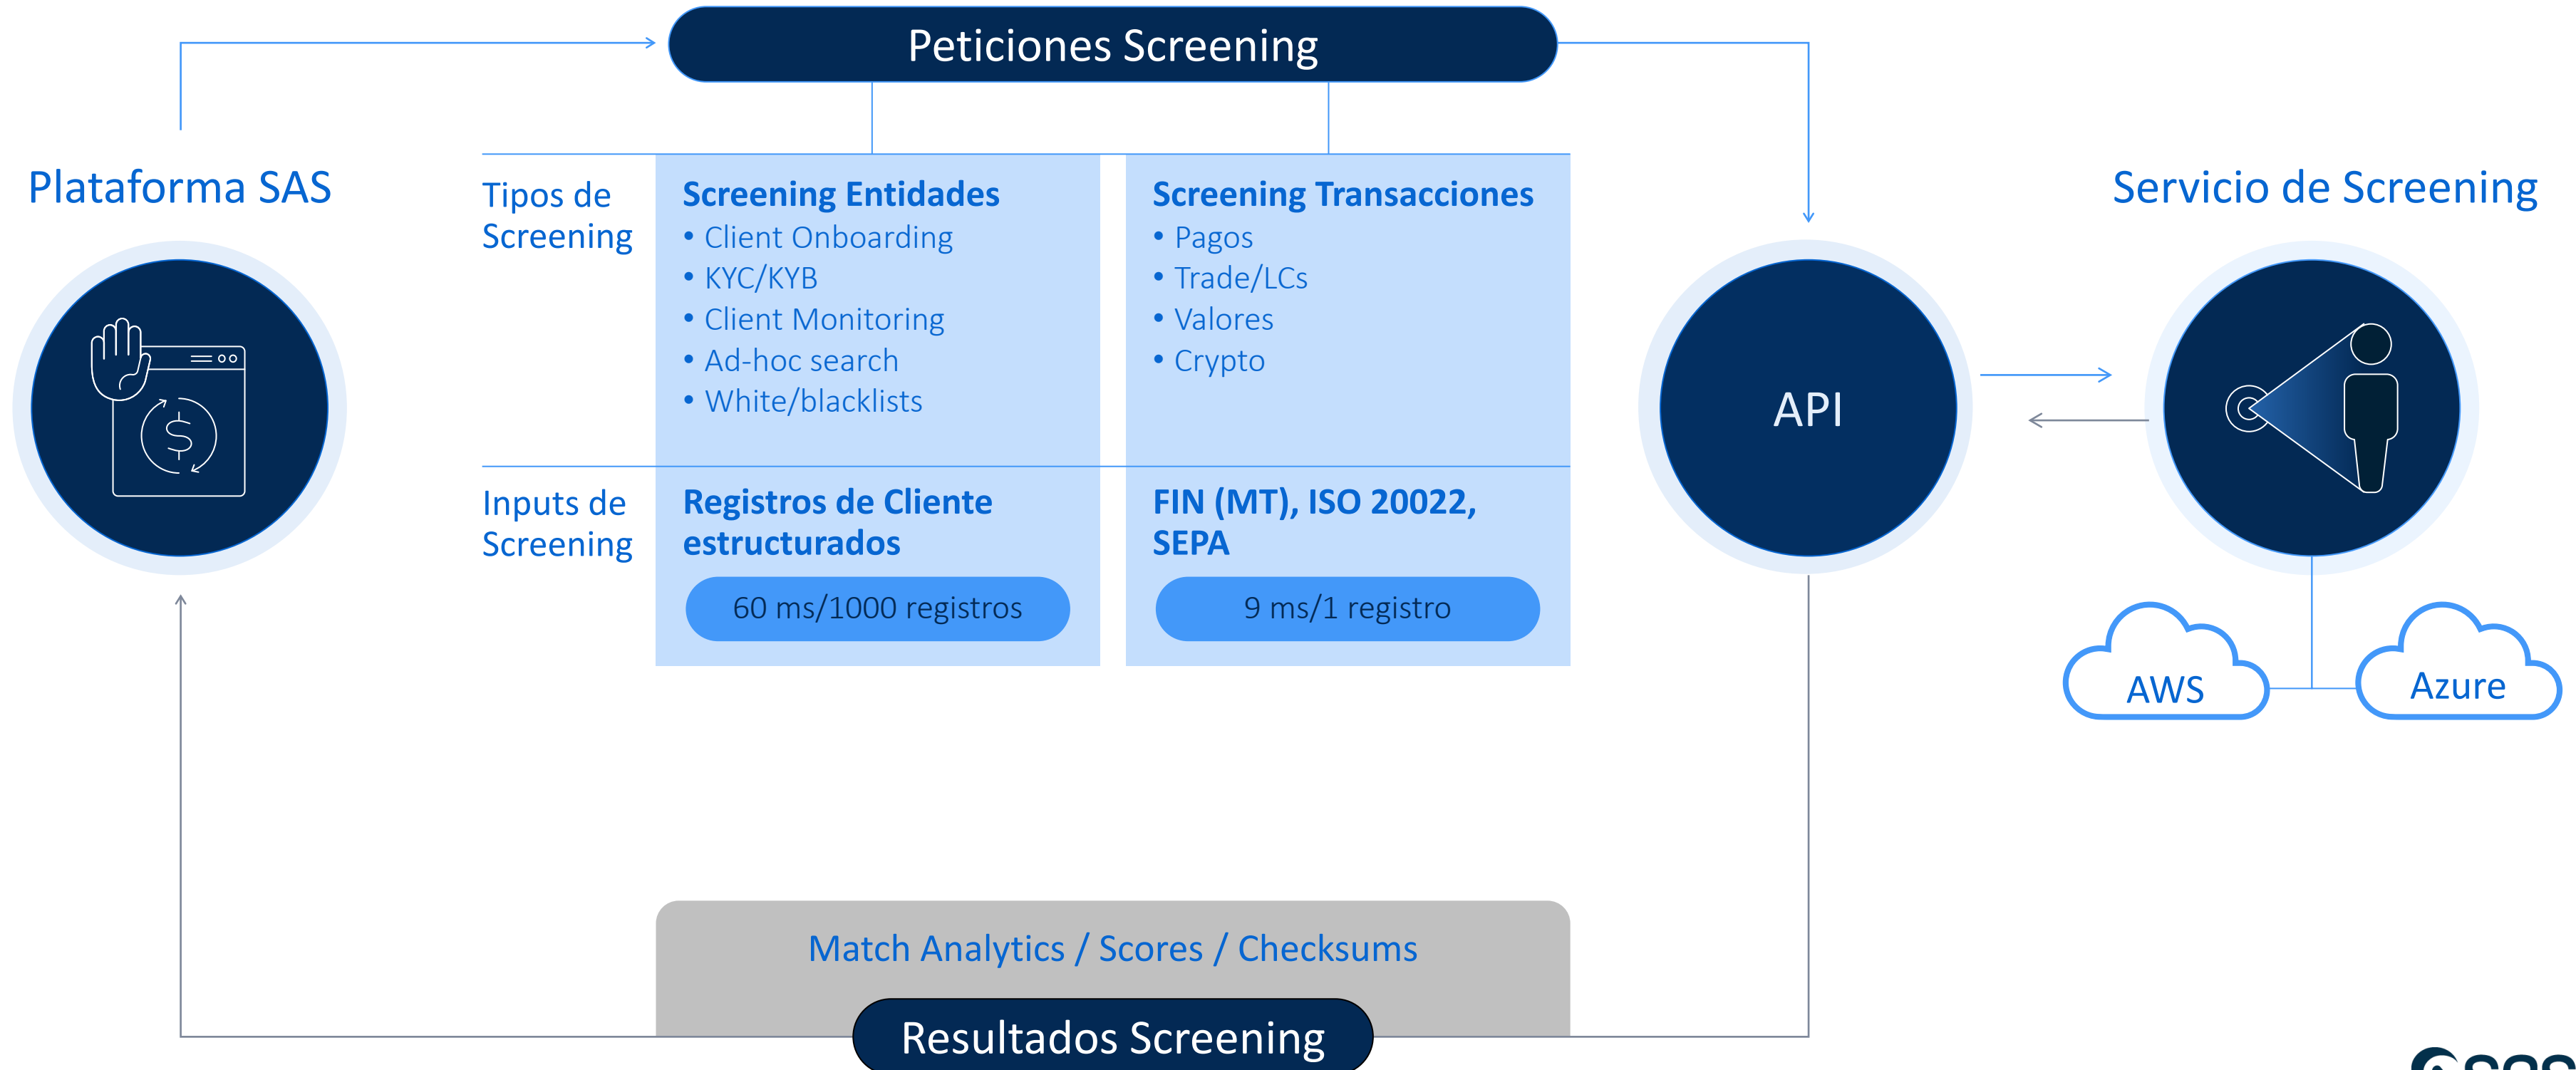 Peticiones Screening
Plataforma SAS
Tipos de
Screening
Screening Entidades
• Client Onboarding
• KYC/KYB
• Client Monitoring
• Ad-hoc search
• White/blacklists
Screening Transacciones
• Pagos
• Trade/LCs
• Valores
• Crypto
Inputs de
Screening
Registros de Cliente
estructurados
60 ms/1000 registros
FIN (MT), ISO 20022,
SEPA
9 ms/1 registro
API
Servicio de Screening
AWS
Azure
Match Analytics / Scores / Checksums
Resultados Screening